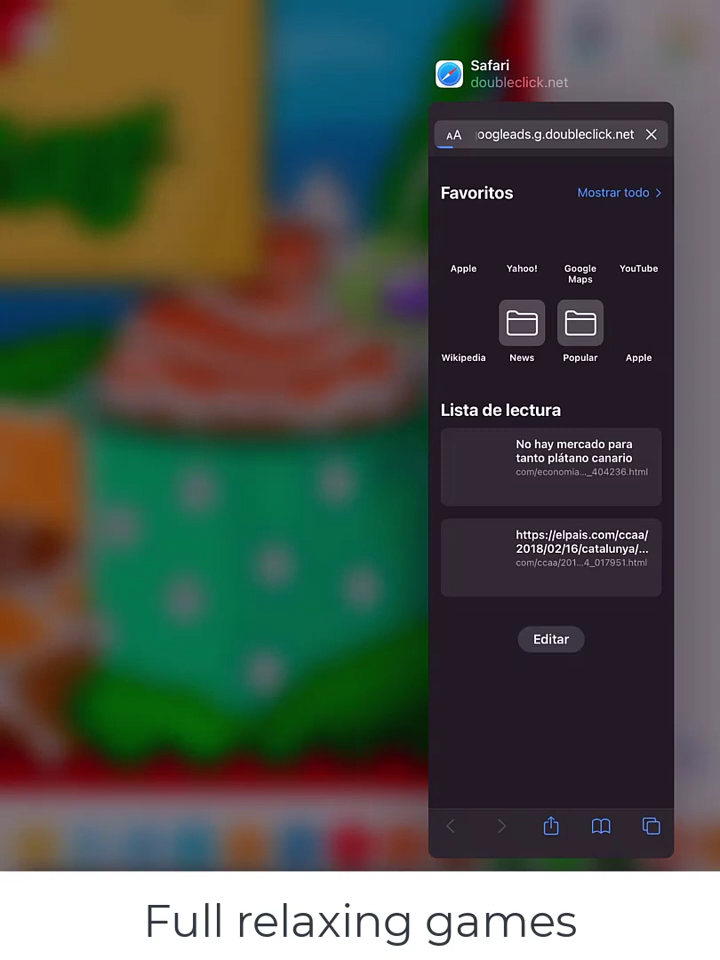 Safari
doubleclick.net
AA oogleads.g.doubleclick.net
Favoritos
Mostrar todo
Apple
Yahoo!
Google
Maps
YouTube
Wikipedia
News
Popular
Apple
Lista de lectura
No hay mercado para
tanto plátano canario
com/economia..._404236.html
https://elpais.com/ccaa/
2018/02/16/catalunya/...
com/ccaa/201...4_017951.html
Editar
Full relaxing games